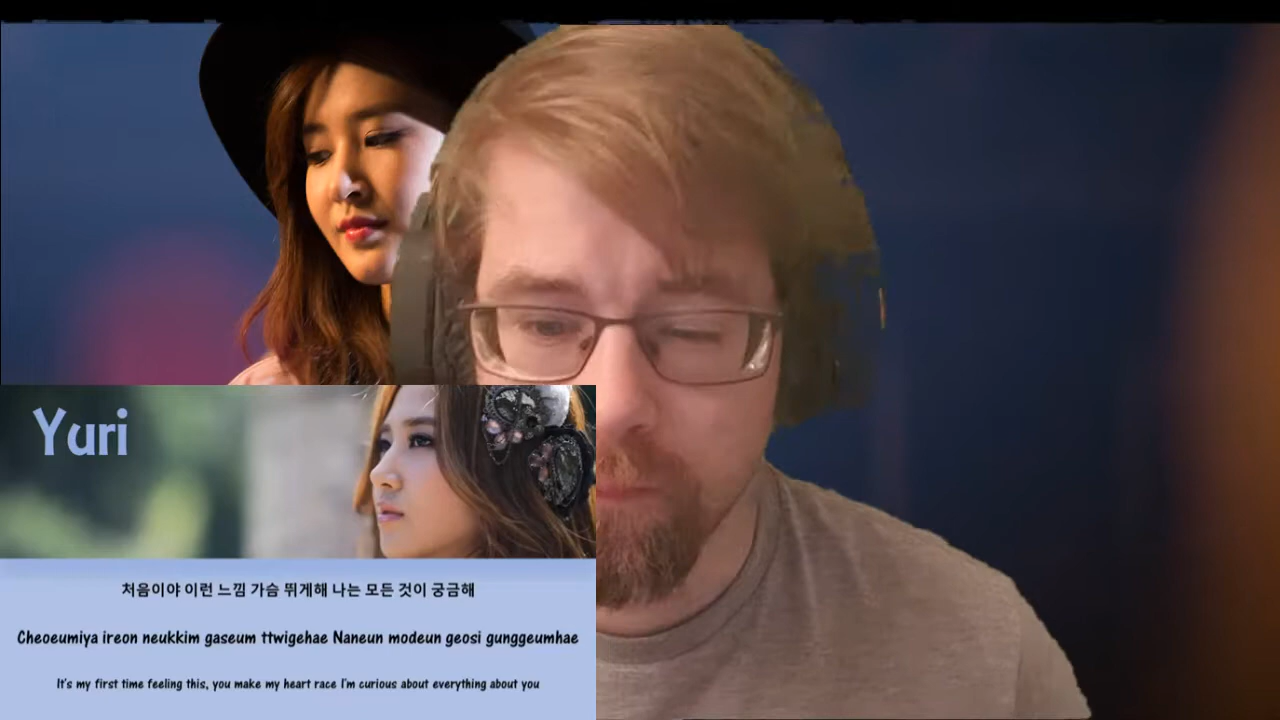 Yuri
처음이야 이런 느낌 가슴 뛰게해 나는 모든 것이 궁금해
Cheoeumiya ireon neukkim gaseum ttwigehae Naneun modeun geosi gunggeumhae
It's my first time feeling this, you make my heart race I'm curious about everything about you